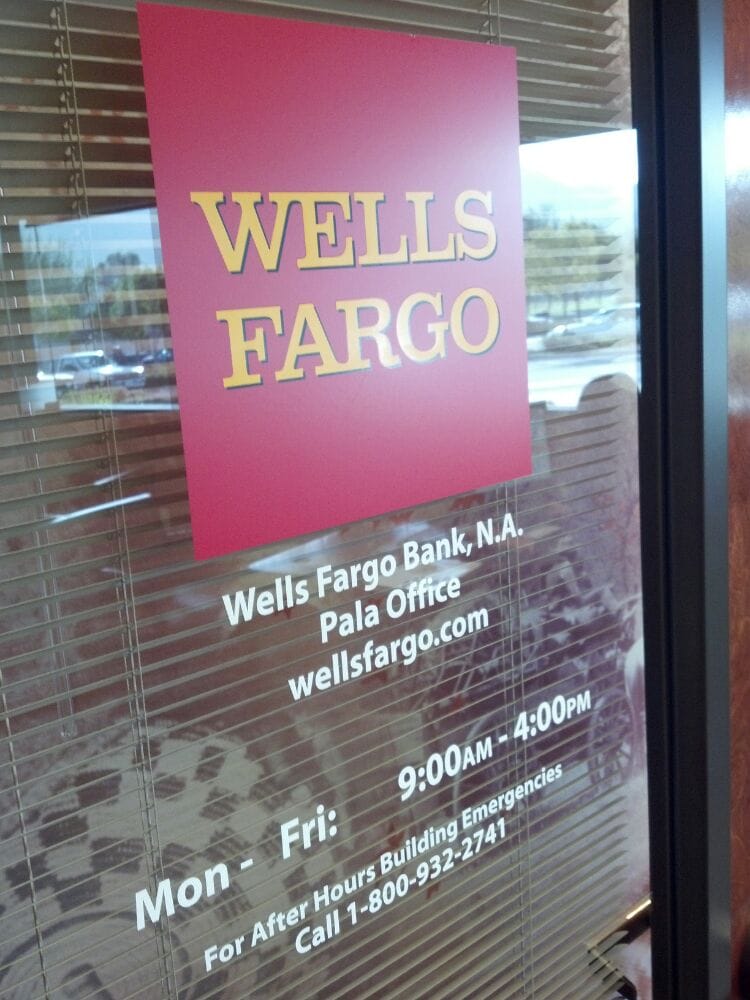 WELLS
FARGO
Wells Fargo Bank, N.A.
Pala Office
wellsfargo.com
Mon - Fri: 9:00AM - 4:00PM
For After Hours Building Emergencies
Call 1-800-932-2741